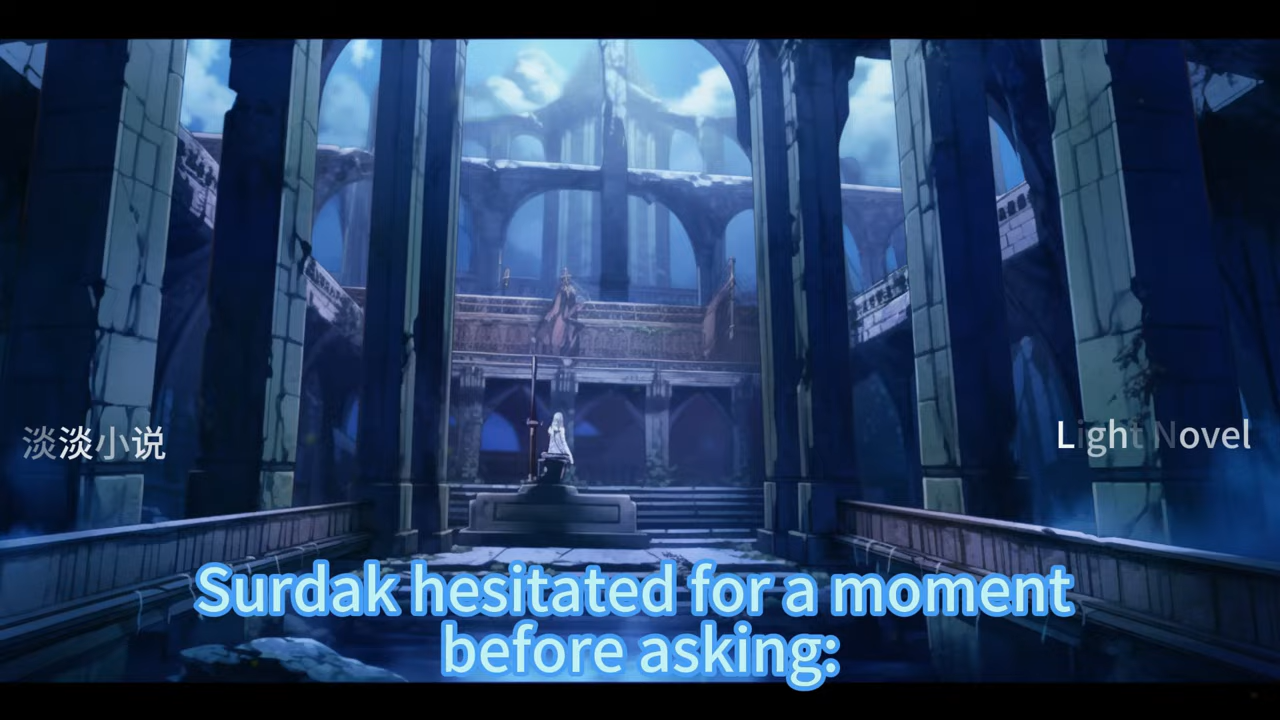 淡淡小说
Light Novel
Surdak hesitated for a moment
before asking: